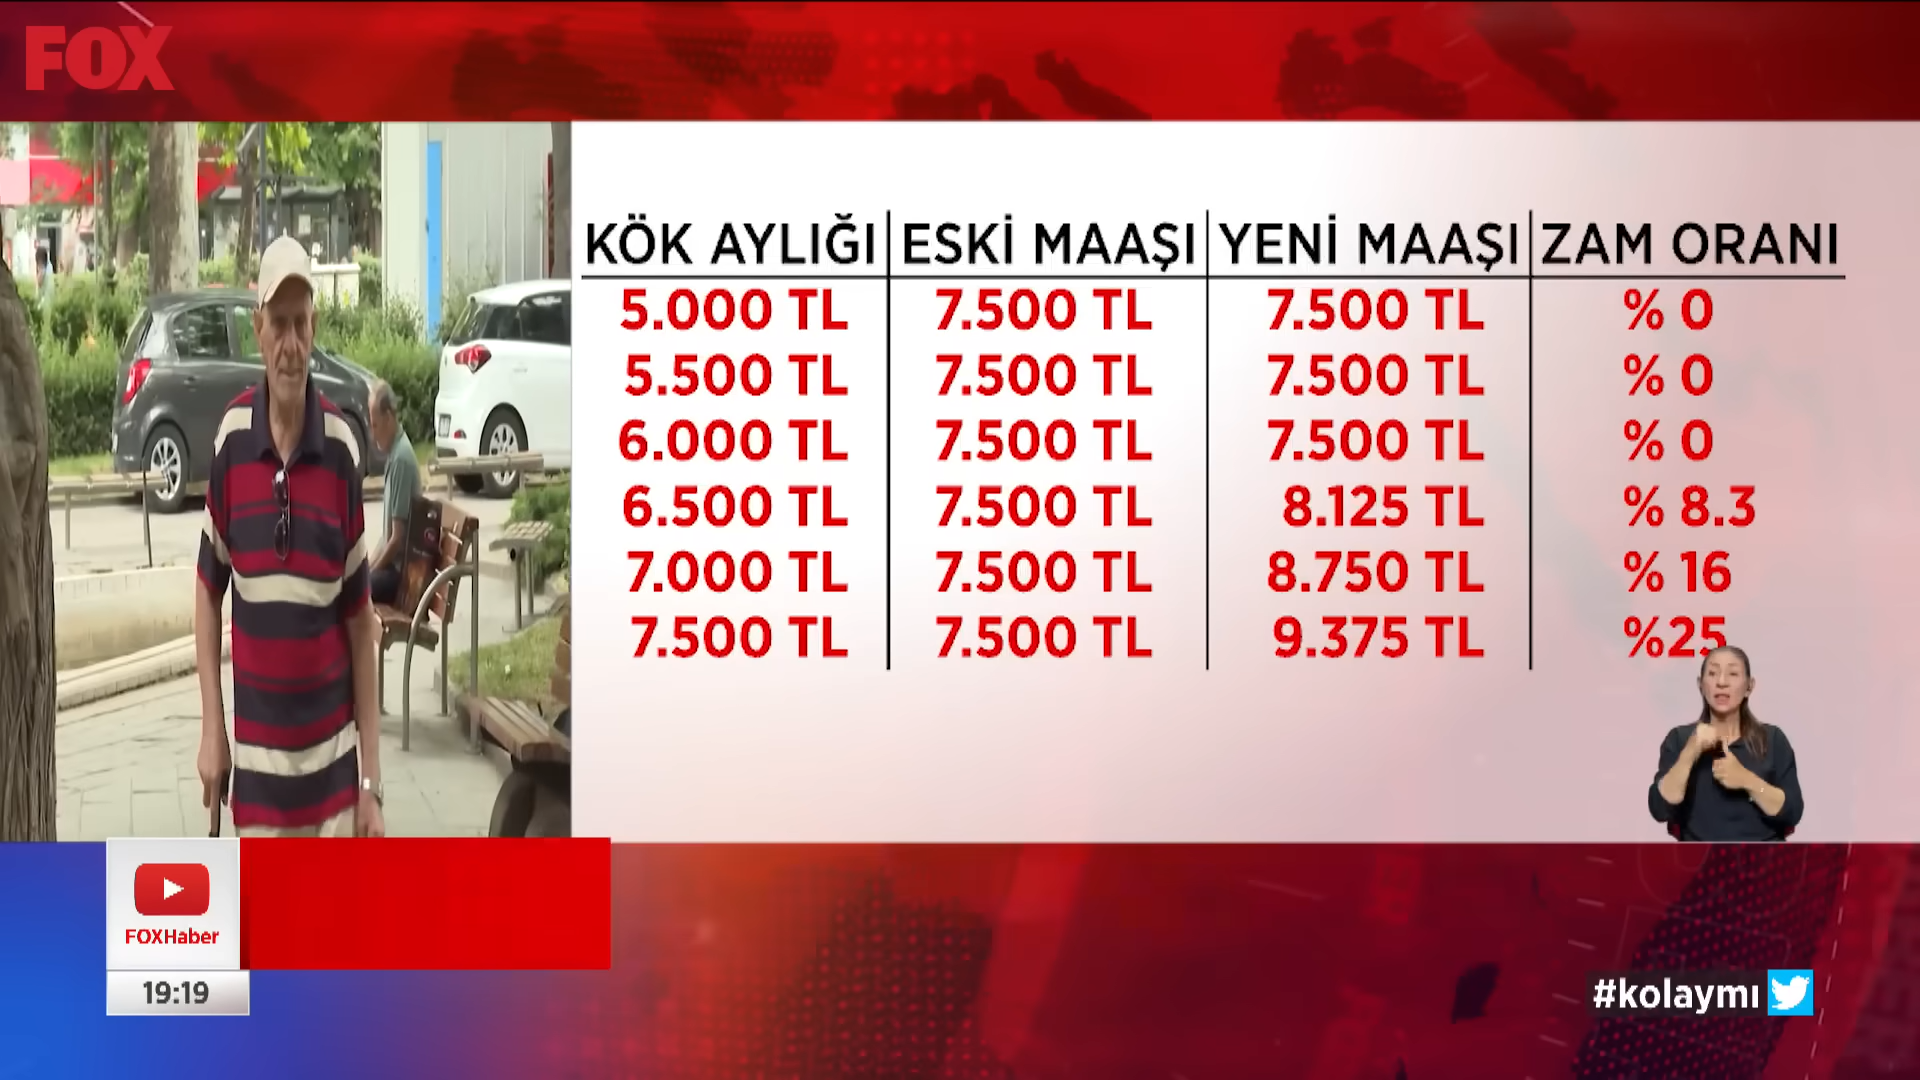 FOX
KÖK AYLIĞI ESKİ MAAŞI YENİ MAAŞI ZAM ORANI
5.000 TL 7.500 TL 7.500 TL % 0
5.500 TL 7.500 TL 7.500 TL % 0
6.000 TL 7.500 TL 7.500 TL % 0
6.500 TL 7.500 TL 8.125 TL % 8.3
7.000 TL 7.500 TL 8.750 TL % 16
7.500 TL 7.500 TL 9.375 TL %25
FOXHaber
19:19
#kolaymı